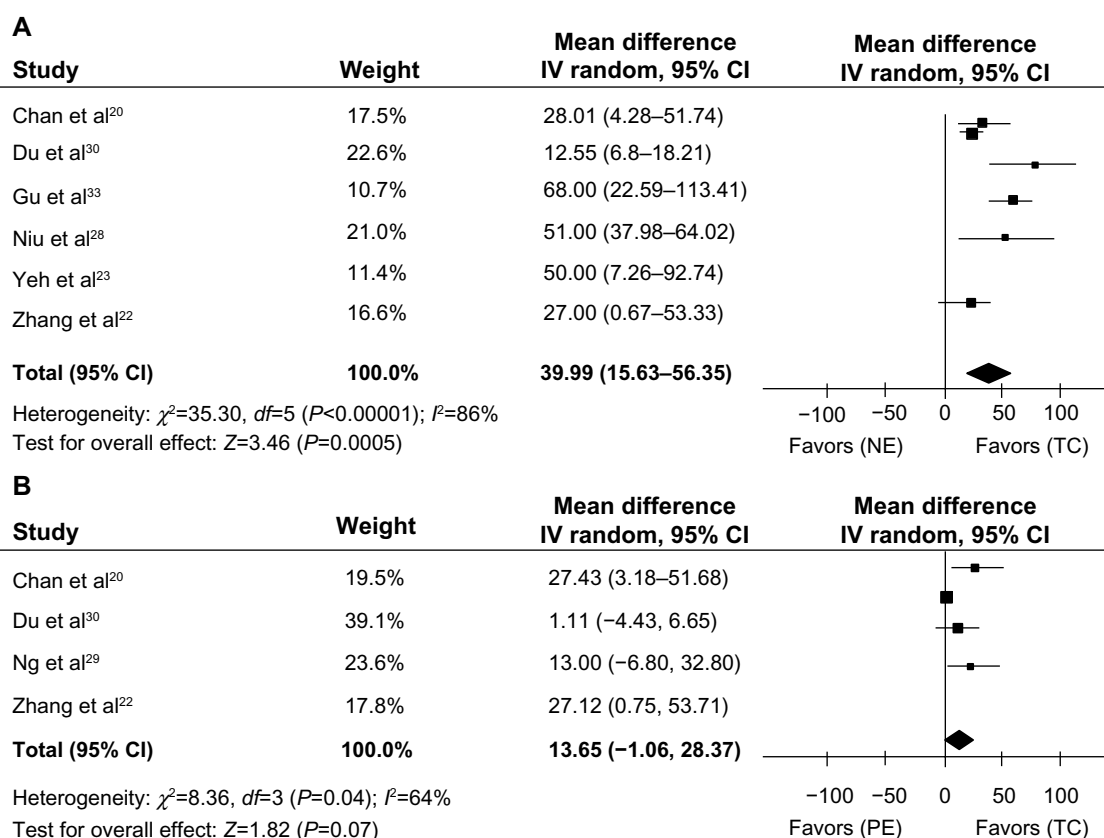 A
Mean difference Mean difference
Study Weight IV random, 95% CI IV random, 95% CI
Chan et al20 17.5% 28.01 (4.28–51.74)
Du et al30 22.6% 12.55 (6.8–18.21)
Gu et al33 10.7% 68.00 (22.59–113.41)
Niu et al28 21.0% 51.00 (37.98–64.02)
Yeh et al23 11.4% 50.00 (7.26–92.74)
Zhang et al22 16.6% 27.00 (0.67–53.33)
Total (95% CI) 100.0% 39.99 (15.63–56.35)
−100 −50 0 50 100
Heterogeneity: χ2=35.30, df=5 (P<0.00001); I2=86%
Test for overall effect: Z=3.46 (P=0.0005) Favors (NE) Favors (TC)
B
Mean difference Mean difference
Study Weight IV random, 95% CI IV random, 95% CI
Chan et al20 19.5% 27.43 (3.18–51.68)
Du et al30 39.1% 1.11 (−4.43, 6.65)
Ng et al29 23.6% 13.00 (−6.80, 32.80)
Zhang et al22 17.8% 27.12 (0.75, 53.71)
Total (95% CI) 100.0% 13.65 (−1.06, 28.37)
Heterogeneity: χ2=8.36, df=3 (P=0.04); I2=64% −100 −50 0 50 100
Test for overall effect: Z=1.82 (P=0.07) Favors (PE) Favors (TC)